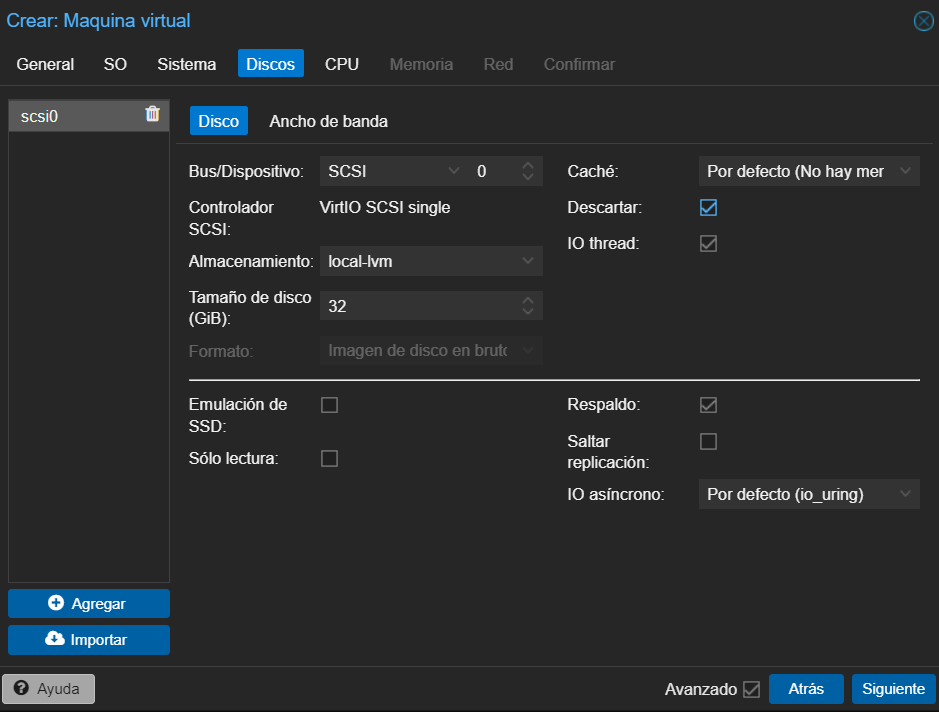 Crear: Maquina virtual
General SO Sistema Discos CPU Memoria Red Confirmar
scsi0
Disco Ancho de banda
Bus/Dispositivo: SCSI 0
Controlador SCSI: VirtIO SCSI single
Almacenamiento: local-lvm
Tamaño de disco (GiB): 32
Formato: Imagen de disco en bruto
Caché: Por defecto (No hay mer
Descartar:
IO thread:
Emulación de SSD:
Sólo lectura:
Respaldo:
Saltar replicación:
IO asíncrono: Por defecto (io_uring)
Agregar
Importar
Ayuda
Avanzado Atrás Siguiente